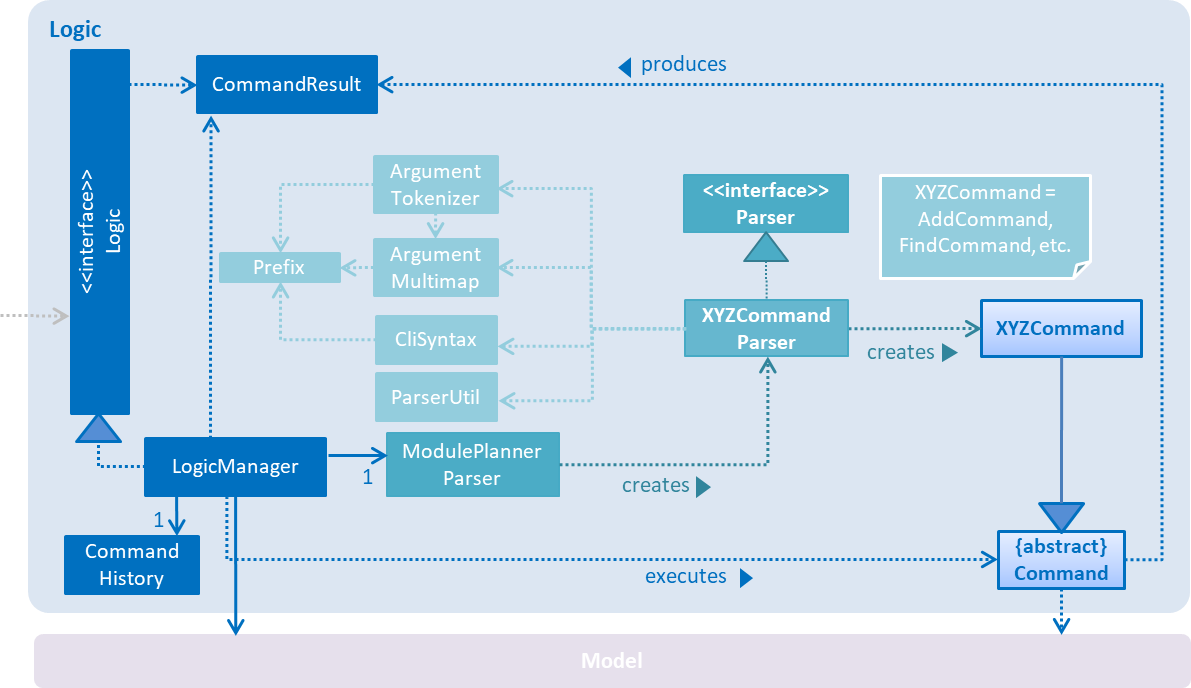 Logic
<<interface>>
Logic
CommandResult
produces
Argument
Tokenizer
<<interface>>
Parser
XYZCommand =
AddCommand,
FindCommand, etc.
Prefix
Argument
Multimap
CliSyntax
XYZCommand
Parser
creates
XYZCommand
ParserUtil
LogicManager
1
ModulePlanner
Parser
creates
1
Command
History
executes
{abstract}
Command
Model